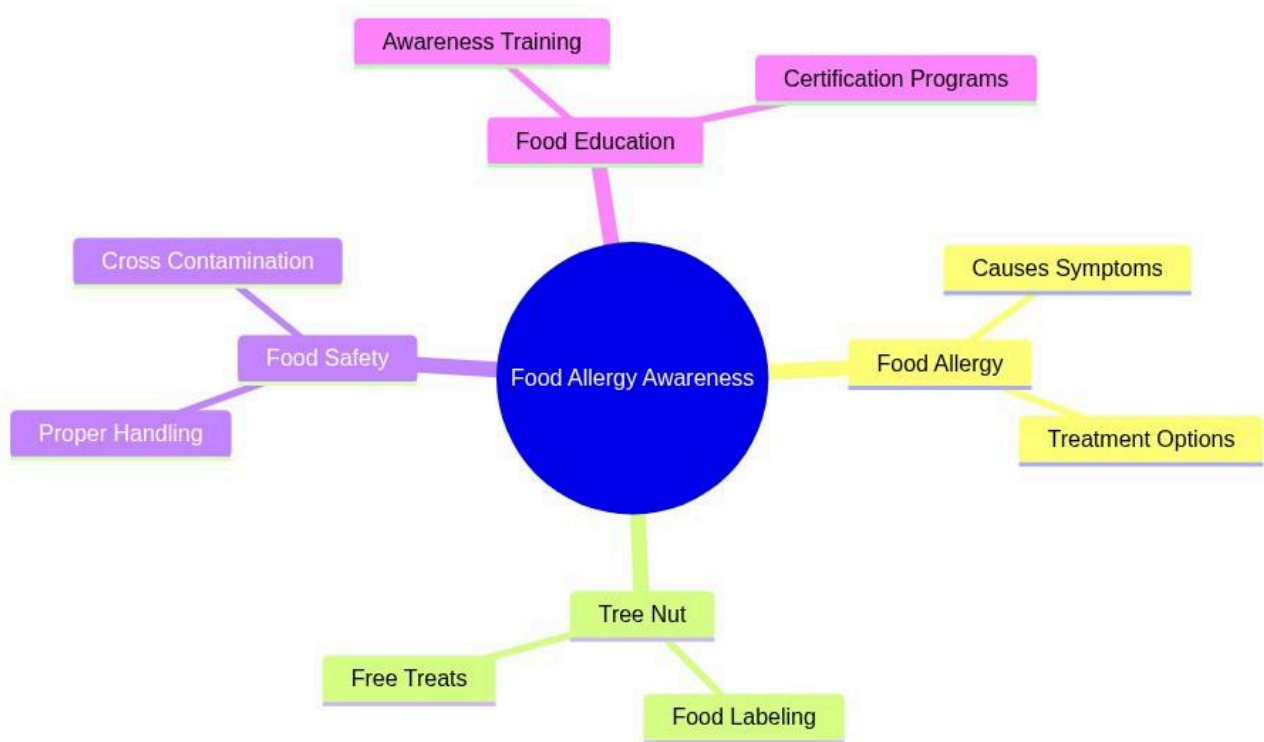 Awareness Training
Certification Programs
Food Education
Cross Contamination
Causes Symptoms
Food Safety
Food Allergy Awareness
Food Allergy
Proper Handling
Treatment Options
Tree Nut
Free Treats
Food Labeling